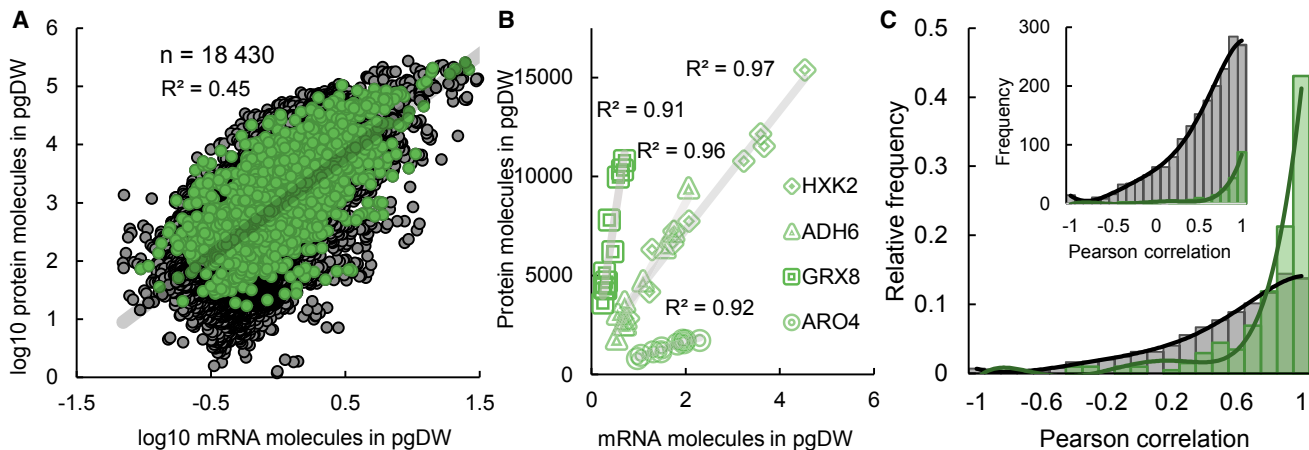 A
log10 protein molecules in pgDW
6
5
4
3
2
1
0
n = 18 430
R² = 0.45
-1.5
-0.5
0.5
1.5
log10 mRNA molecules in pgDW
B
Protein molecules in pgDW
15000
10000
5000
0
R² = 0.97
R² = 0.91
R² = 0.96
R² = 0.92
HXK2
ADH6
GRX8
ARO4
0
2
4
6
mRNA molecules in pgDW
C
Relative frequency
0.5
0.4
0.3
0.2
0.1
0
Frequency
300
200
100
0
-1
-0.5
0
0.5
1
Pearson correlation
-1
-0.6
-0.2
0.2
0.6
1
Pearson correlation